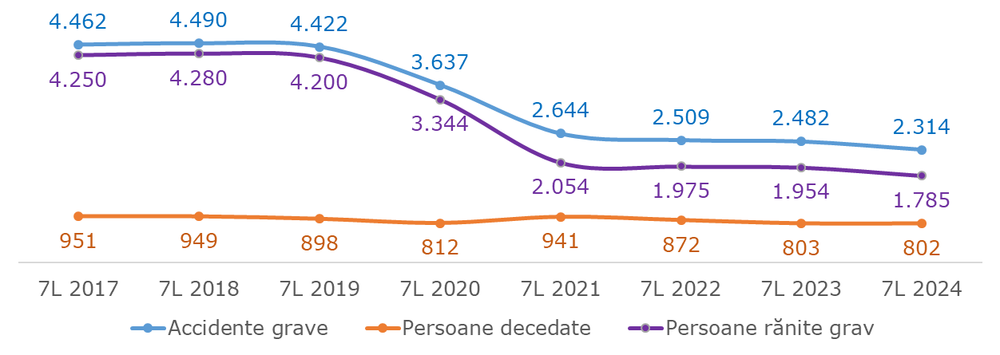 4.462 4.490 4.422 3.637 2.644 2.509 2.482 2.314
4.250 4.280 4.200 3.344 2.054 1.975 1.954 1.785
951 949 898 812 941 872 803 802
7L 2017 7L 2018 7L 2019 7L 2020 7L 2021 7L 2022 7L 2023 7L 2024
Accidente grave Persoane decedate Persoane rănite grav